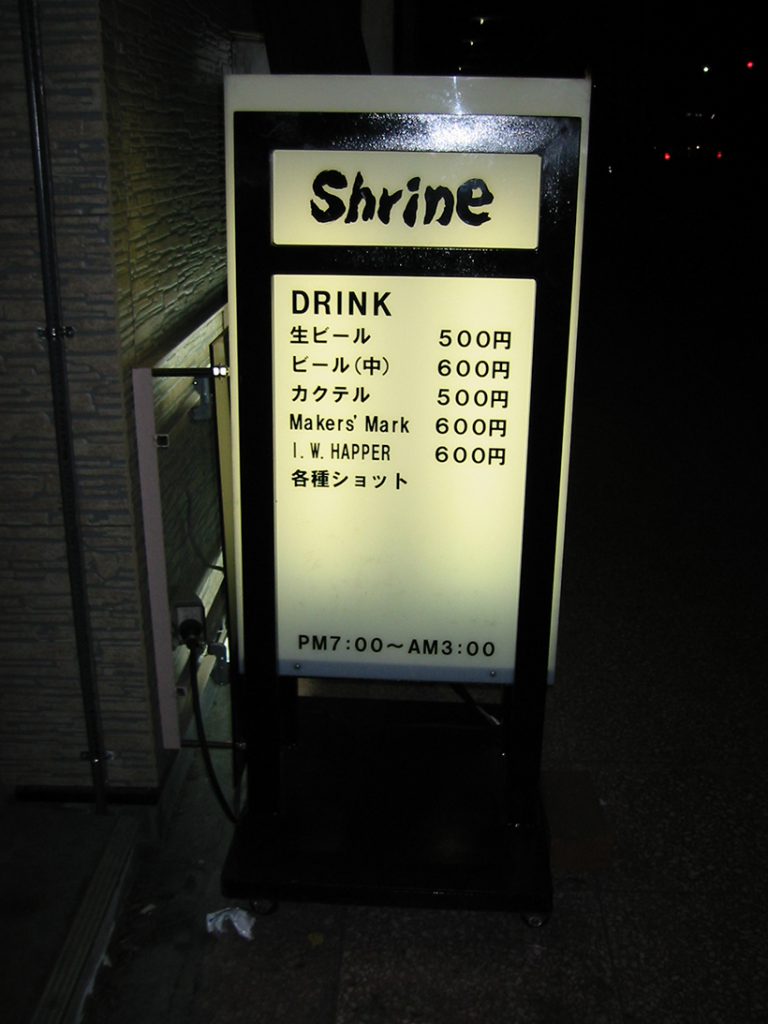 Shrine
DRINK
生ビール 500円
ビール(中) 600円
カクテル 500円
Makers' Mark 600円
I.W.HAPPER 600円
各種ショット
PM7:00～AM3:00